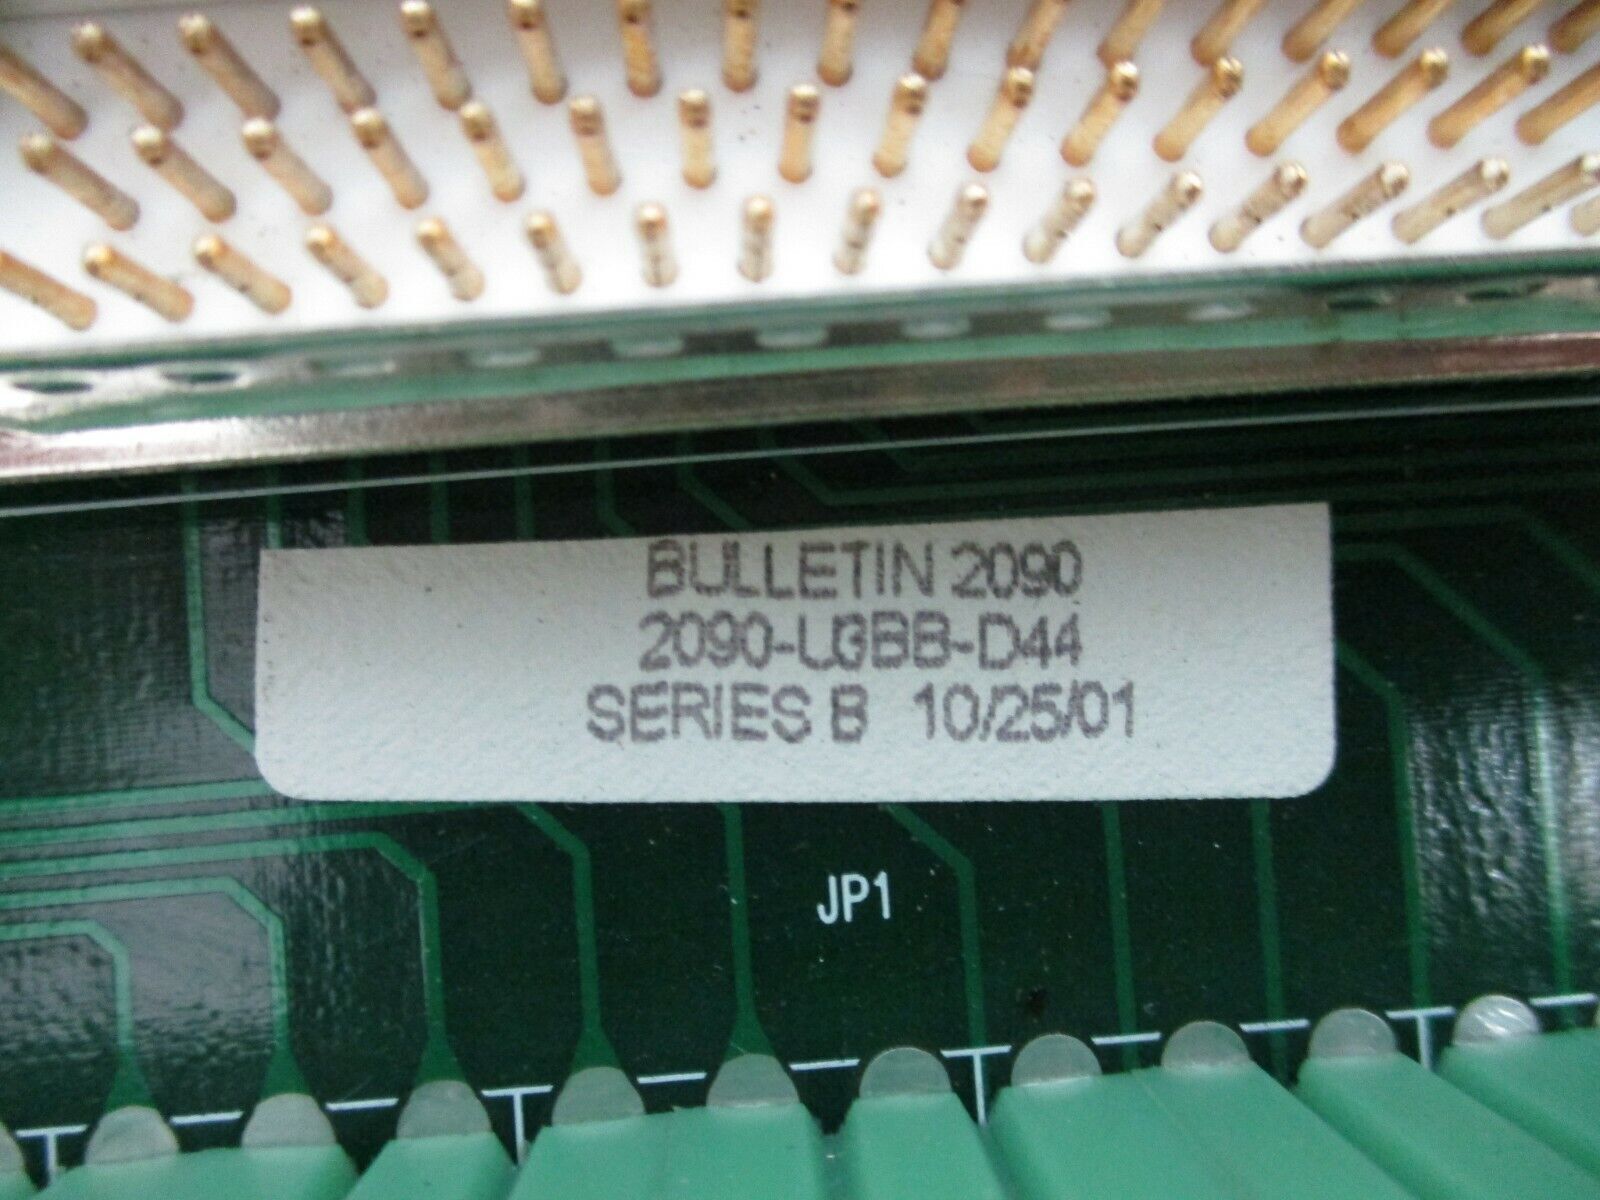 BULLETIN 2090
2090-UGBB-D44
SERIES B 10/25/01
JP1